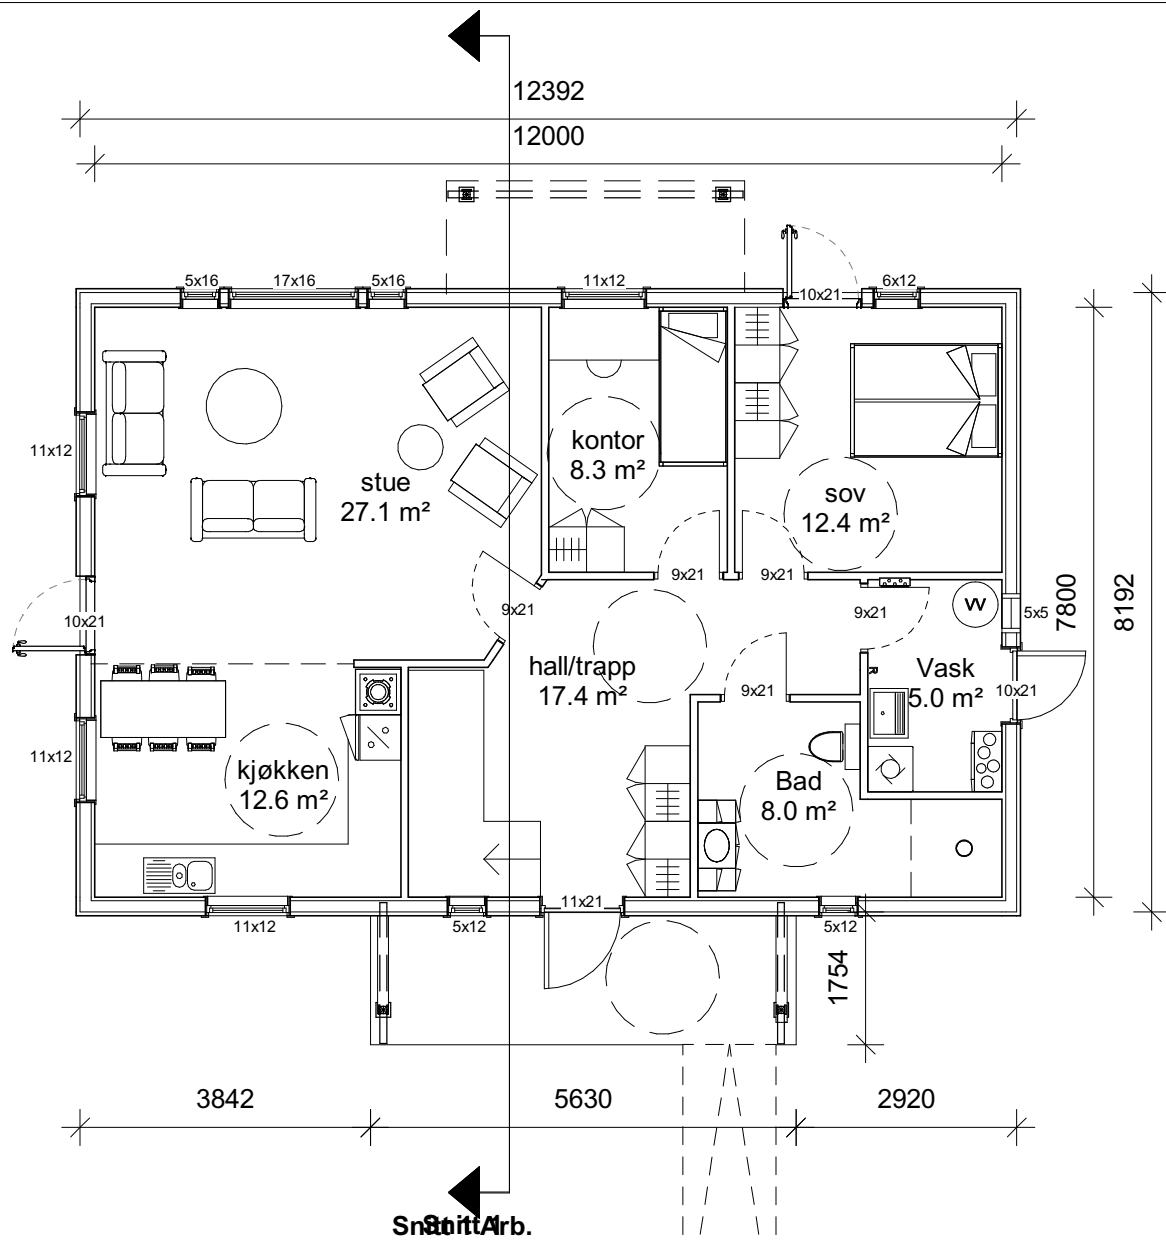 12392
12000
5x16
17x16
5x16
11x12
10x21
6x12
11x12
kontor
8.3 m²
stue
27.1 m²
sov
12.4 m²
9x21
9x21
9x21
9x21
W
5x5
7800
8192
10x21
hall/trapp
17.4 m²
Vask
5.0 m²
R
9x21
10x21
11x12
kjøkken
12.6 m²
Bad
8.0 m²
11x12
5x12
11x21
5x12
1754
3842
5630
2920
Snitt 1 Arb.